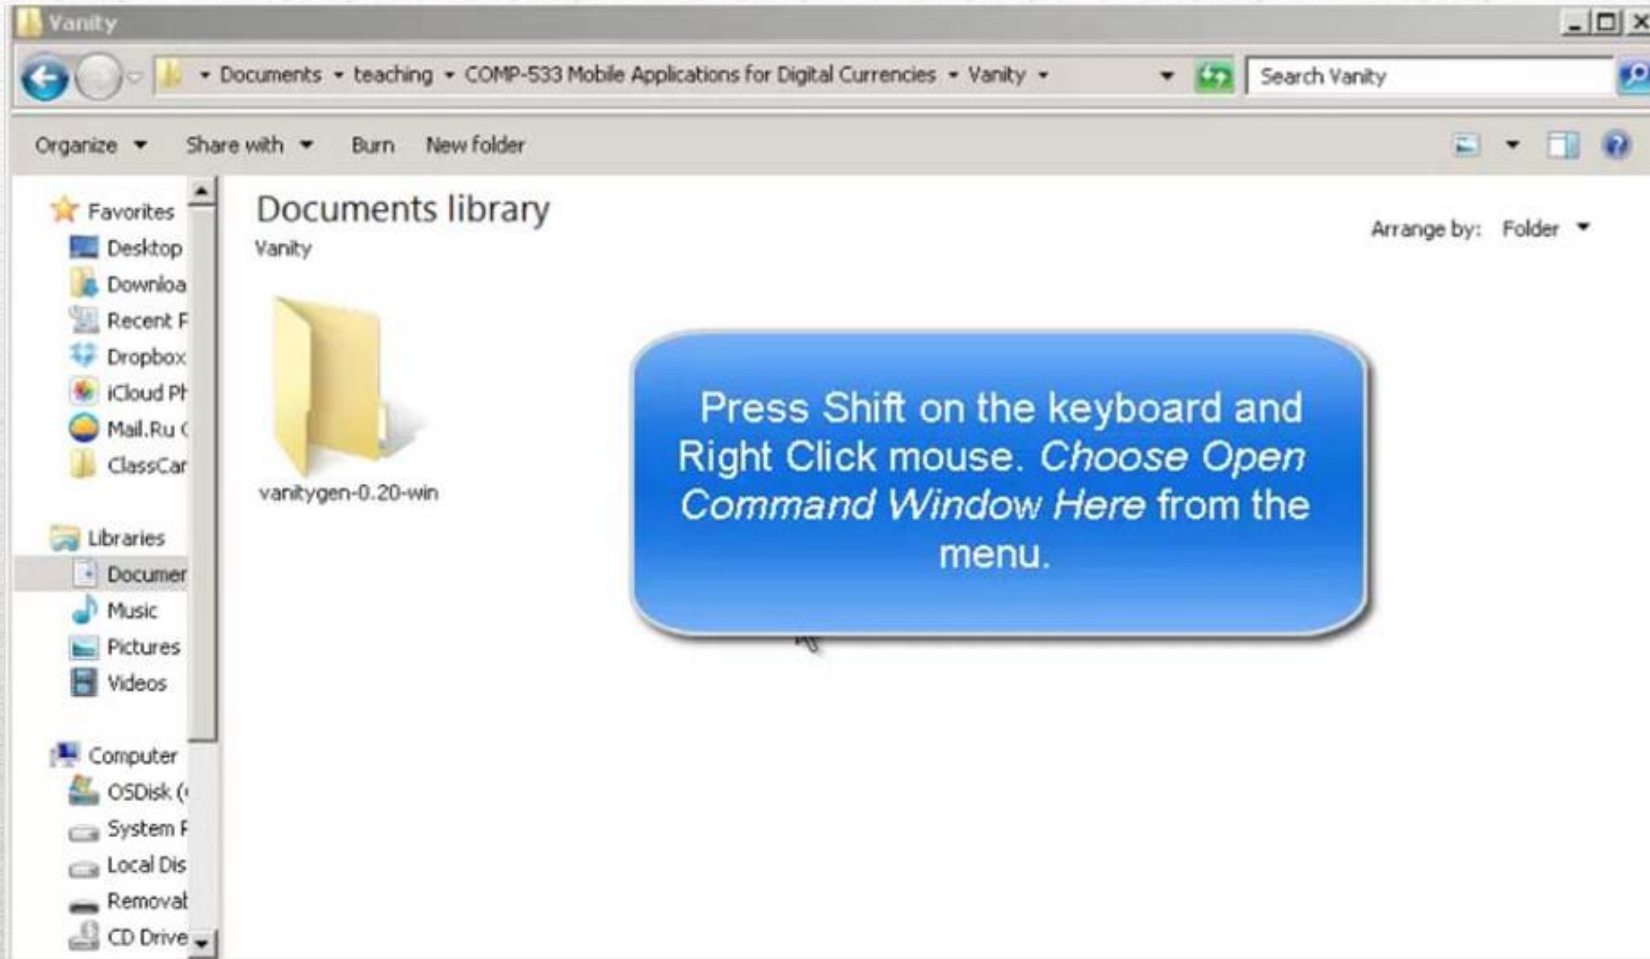 Vanity
Documents teaching COMP-533 Mobile Applications for Digital Currencies Vanity
Search Vanity
Organize Share with Burn New folder
Favorites
Desktop
Downloa
Recent P
Dropbox
iCloud Ph
Mail.Ru C
ClassCar
Libraries
Documer
Music
Pictures
Videos
Computer
OSDisk (
System F
Local Dis
Removab
CD Drive
Documents library
Vanity
Arrange by: Folder
vanitygen-0.20-win
Press Shift on the keyboard and
Right Click mouse. Choose Open
Command Window Here from the
menu.